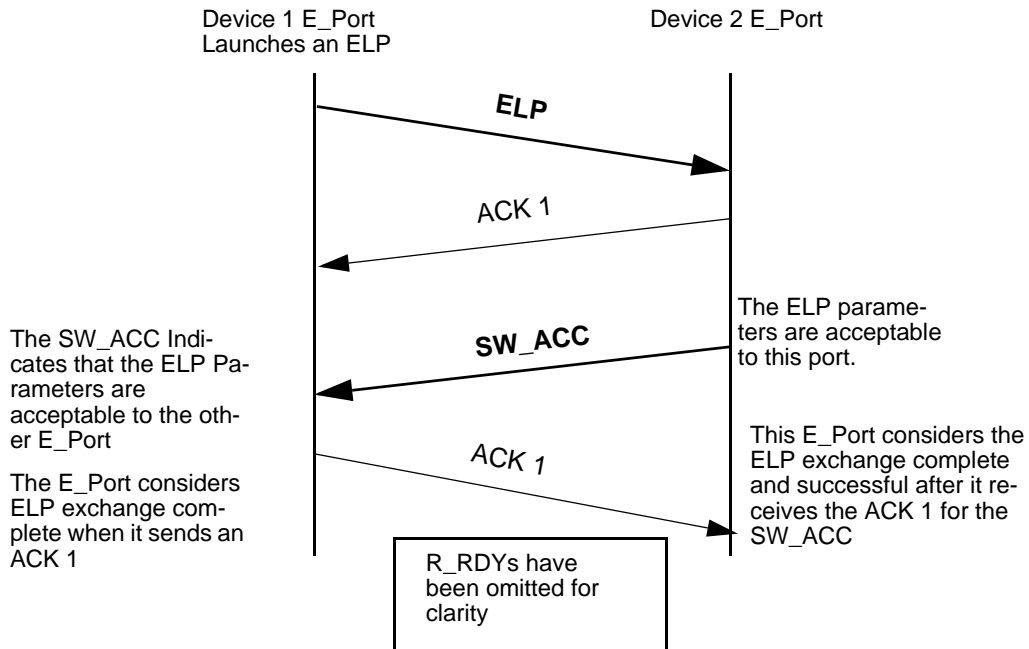 Device 1 E_Port
Launches an ELP
Device 2 E_Port
ELP
ACK 1
The ELP parame-
ters are acceptable
to this port.
SW_ACC
The SW_ACC Indi-
cates that the ELP Pa-
rameters are
acceptable to the oth-
er E_Port
ACK 1
This E_Port considers the
ELP exchange complete
and successful after it re-
ceives the ACK 1 for the
SW_ACC
The E_Port considers
ELP exchange com-
plete when it sends an
ACK 1
R_RDYs have
been omitted for
clarity